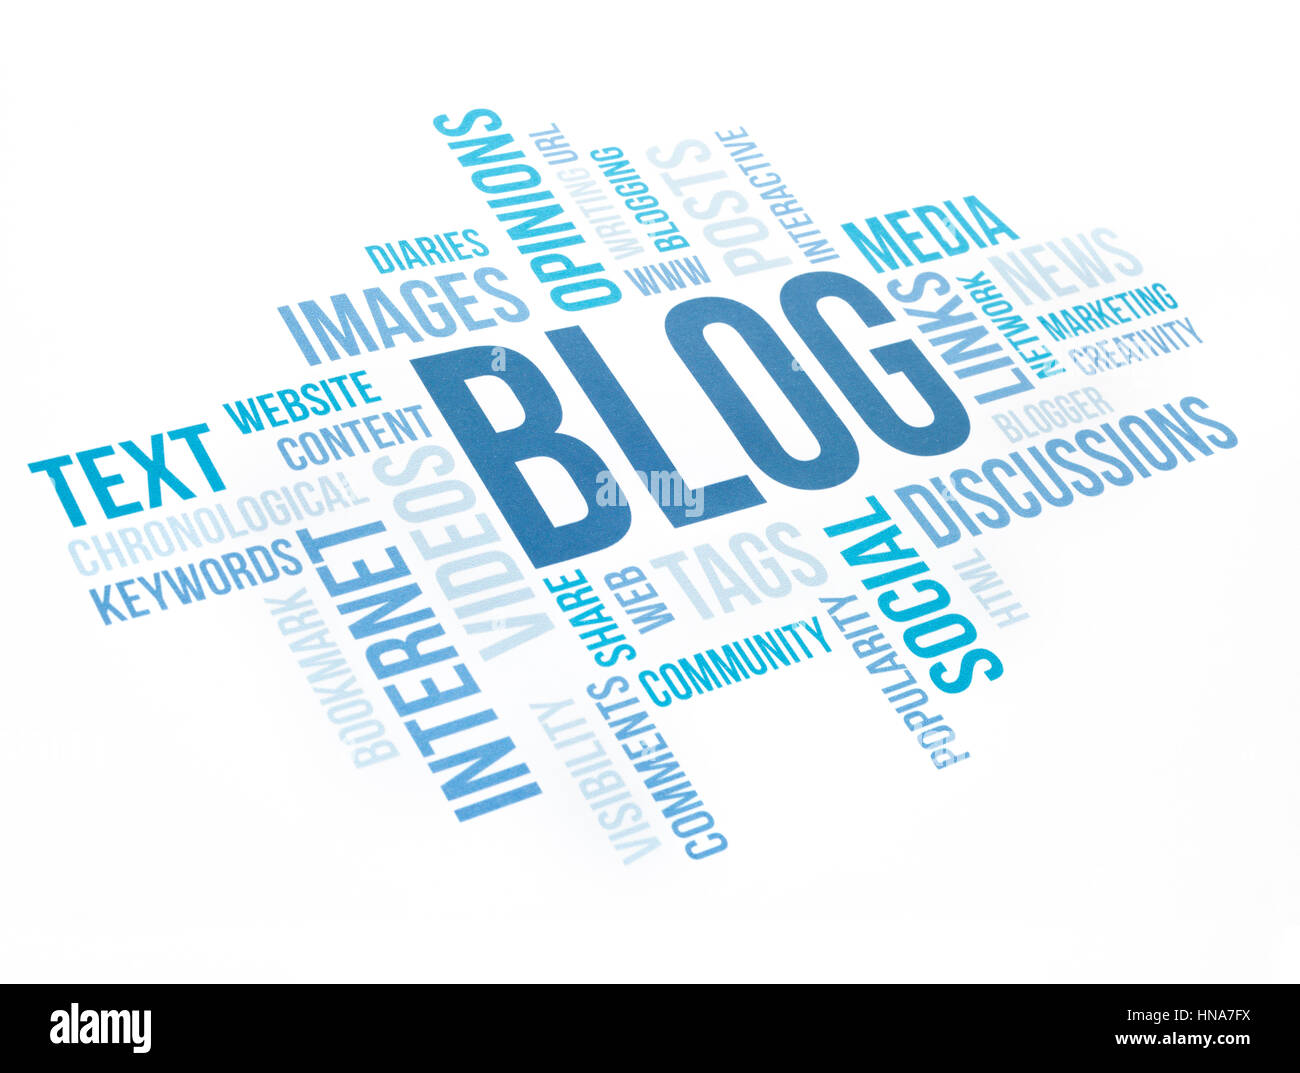 OPINIONS
WRITING
URL
BLOGGING
POSTS
INTERACTIVE
DIARIES
WWW
MEDIA
IMAGES
LINKS
NETWORK
NEWS
MARKETING
CREATIVITY
BLOG
WEBSITE
CONTENT
BLOGGER
TEXT
DISCUSSIONS
CHRONOLOGICAL
KEYWORDS
VIDEOS
INTERNET
BOOKMARK
SHARE
WEB
TAGS
SOCIAL
HTML
COMMUNITY
POPULARITY
VISIBILITY
COMMENTS
alamy
Image ID: HNA7FX
www.alamy.com